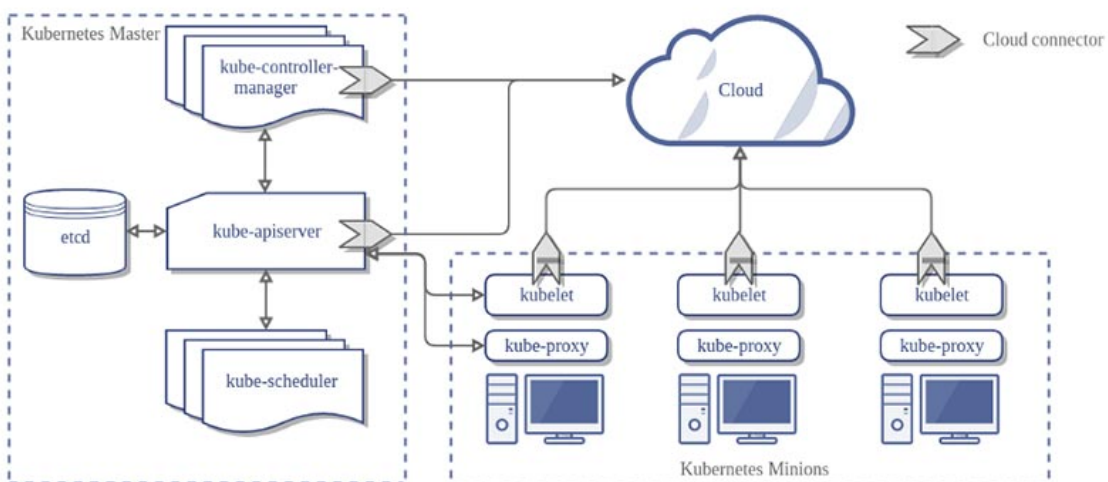 Kubernetes Master
kube-controller-
manager
Cloud
Cloud connector
etcd
kube-apiserver
kubelet
kubelet
kubelet
kube-proxy
kube-proxy
kube-proxy
kube-scheduler
Kubernetes Minions